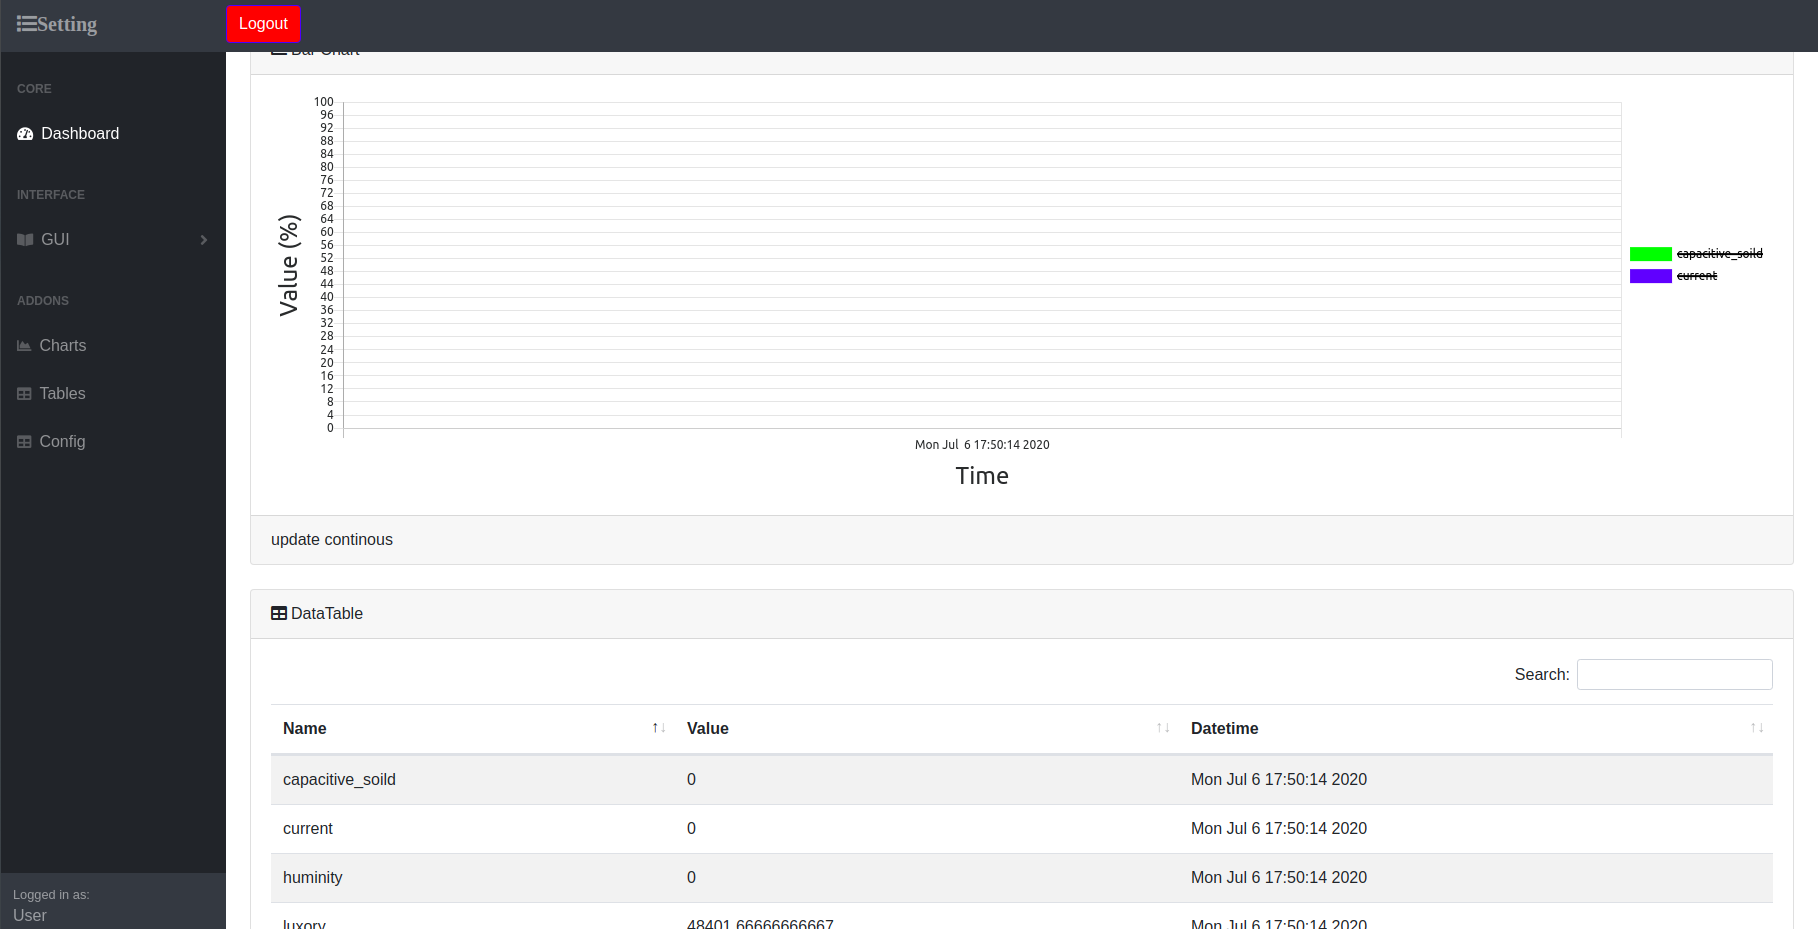 Setting
Logout
CORE
Dashboard
INTERFACE
GUI
ADDONS
Charts
Tables
Config
Logged in as:
User
Bar Chart
Value (%)
100
96
92
88
84
80
76
72
68
64
60
56
52
48
44
40
36
32
28
24
20
16
12
8
4
0
Mon Jul 6 17:50:14 2020
Time
capacitive_soild
current
update continous
DataTable
Search:
Name Value Datetime
capacitive_soild 0 Mon Jul 6 17:50:14 2020
current 0 Mon Jul 6 17:50:14 2020
huminity 0 Mon Jul 6 17:50:14 2020
luxory 48401.66666666667 Mon Jul 6 17:50:14 2020